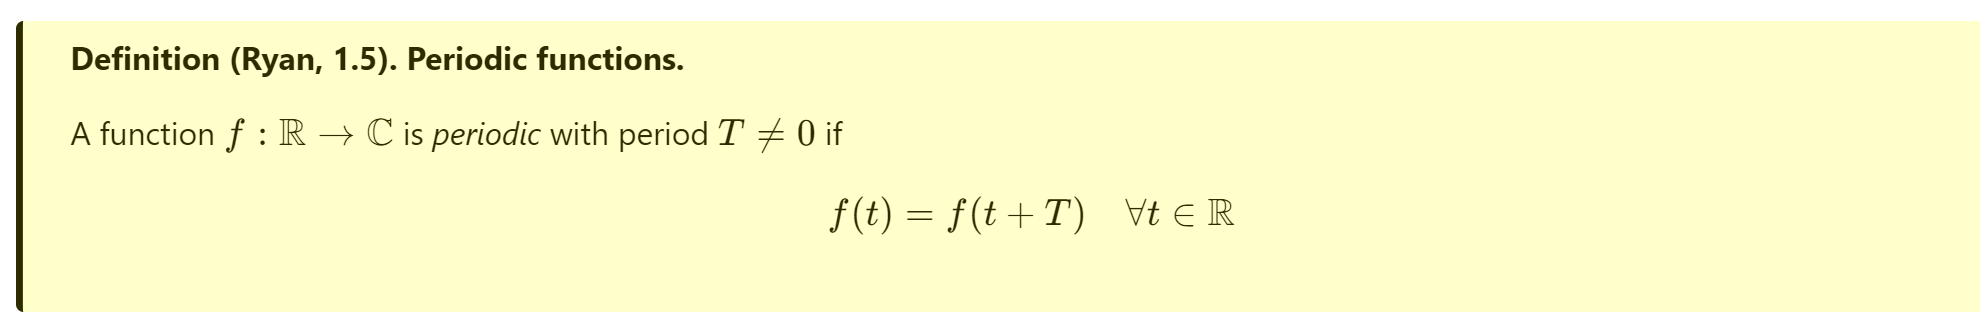 Definition (Ryan, 1.5). Periodic functions.
A function f : ℝ → ℂ is periodic with period T ≠ 0 if
f(t) = f(t + T) ∀t ∈ ℝ